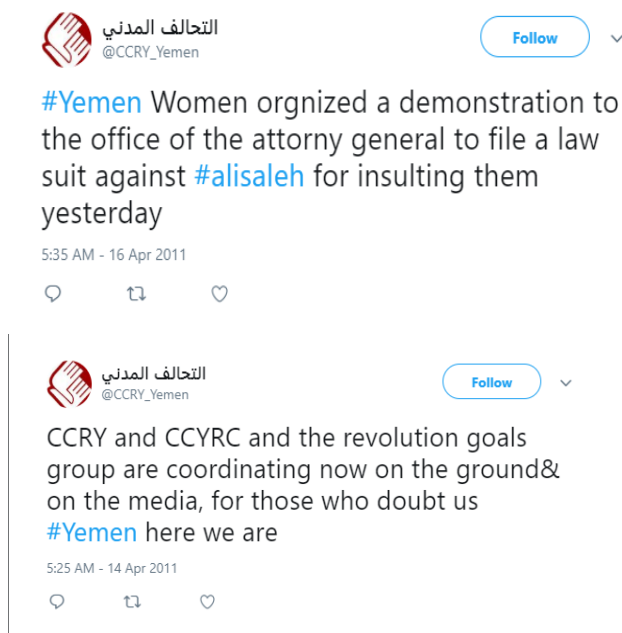 التحالف المدني
@CCRY_Yemen
Follow
#Yemen Women orgnized a demonstration to
the office of the attorny general to file a law
suit against #alisaleh for insulting them
yesterday
5:35 AM - 16 Apr 2011
التحالف المدني
@CCRY_Yemen
Follow
CCRY and CCYRC and the revolution goals
group are coordinating now on the ground&
on the media, for those who doubt us
#Yemen here we are
5:25 AM - 14 Apr 2011